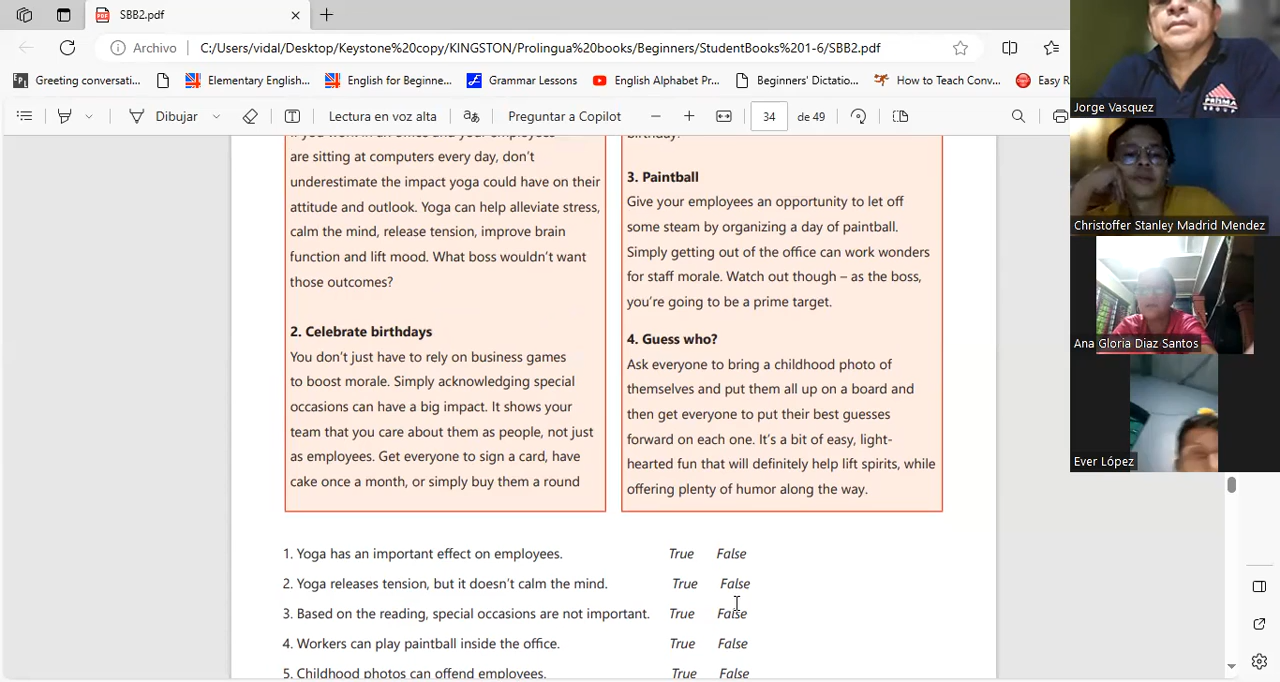 SBB2.pdf
Archivo
C:/Users/vidal/Desktop/Keystone%20copy/KINGSTON/Prolingua%20books/Beginners/StudentBooks%201-6/SBB2.pdf
Greeting conversati...
Elementary English...
English for Beginne...
Grammar Lessons
English Alphabet Pr...
Beginners' Dictatio...
How to Teach Conv...
Easy R
Dibujar
Lectura en voz alta
Preguntar a Copilot
34
de 49
are sitting at computers every day, don't
underestimate the impact yoga could have on their
attitude and outlook. Yoga can help alleviate stress,
calm the mind, release tension, improve brain
function and lift mood. What boss wouldn't want
those outcomes?
2. Celebrate birthdays
You don't just have to rely on business games
to boost morale. Simply acknowledging special
occasions can have a big impact. It shows your
team that you care about them as people, not just
as employees. Get everyone to sign a card, have
cake once a month, or simply buy them a round
birthday.
3. Paintball
Give your employees an opportunity to let off
some steam by organizing a day of paintball.
Simply getting out of the office can work wonders
for staff morale. Watch out though – as the boss,
you're going to be a prime target.
4. Guess who?
Ask everyone to bring a childhood photo of
themselves and put them all up on a board and
then get everyone to put their best guesses
forward on each one. It's a bit of easy, light-
hearted fun that will definitely help lift spirits, while
offering plenty of humor along the way.
1. Yoga has an important effect on employees. True False
2. Yoga releases tension, but it doesn't calm the mind. True False
3. Based on the reading, special occasions are not important. True False
4. Workers can play paintball inside the office. True False
5. Childhood photos can offend employees. True False
PRISMA
Jorge Vasquez
Christoffer Stanley Madrid Mendez
Ana Gloria Diaz Santos
Ever López